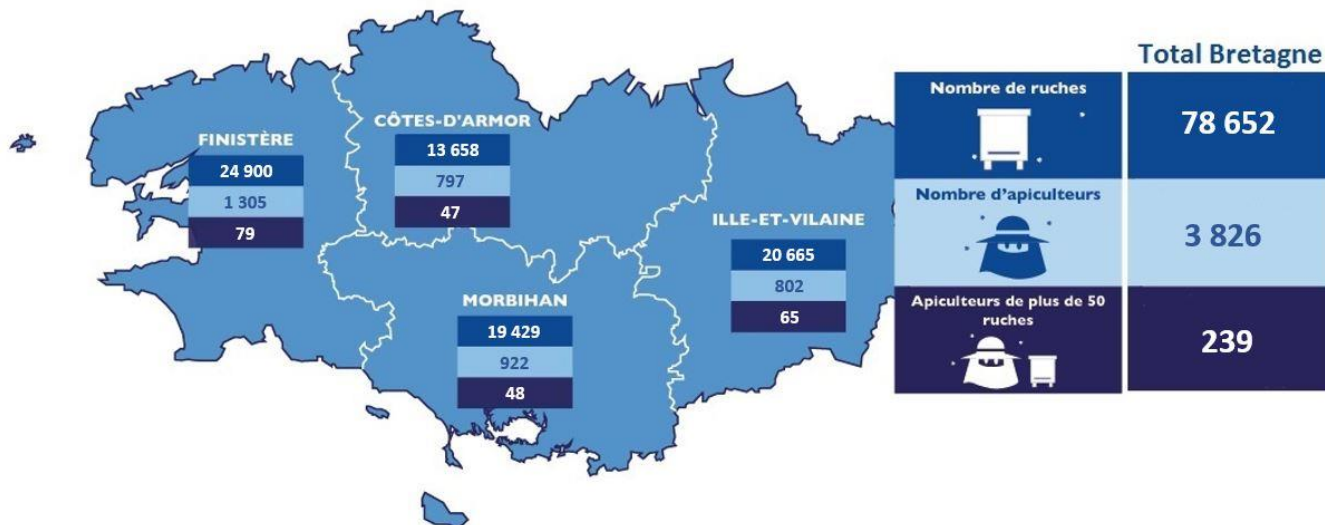 FINISTÈRE
24 900
1 305
79
CÔTES-D'ARMOR
13 658
797
47
MORBIHAN
19 429
922
48
ILLE-ET-VILAINE
20 665
802
65
Total Bretagne
Nombre de ruches
78 652
Nombre d'apiculteurs
3 826
Apiculteurs de plus de 50
ruches
239